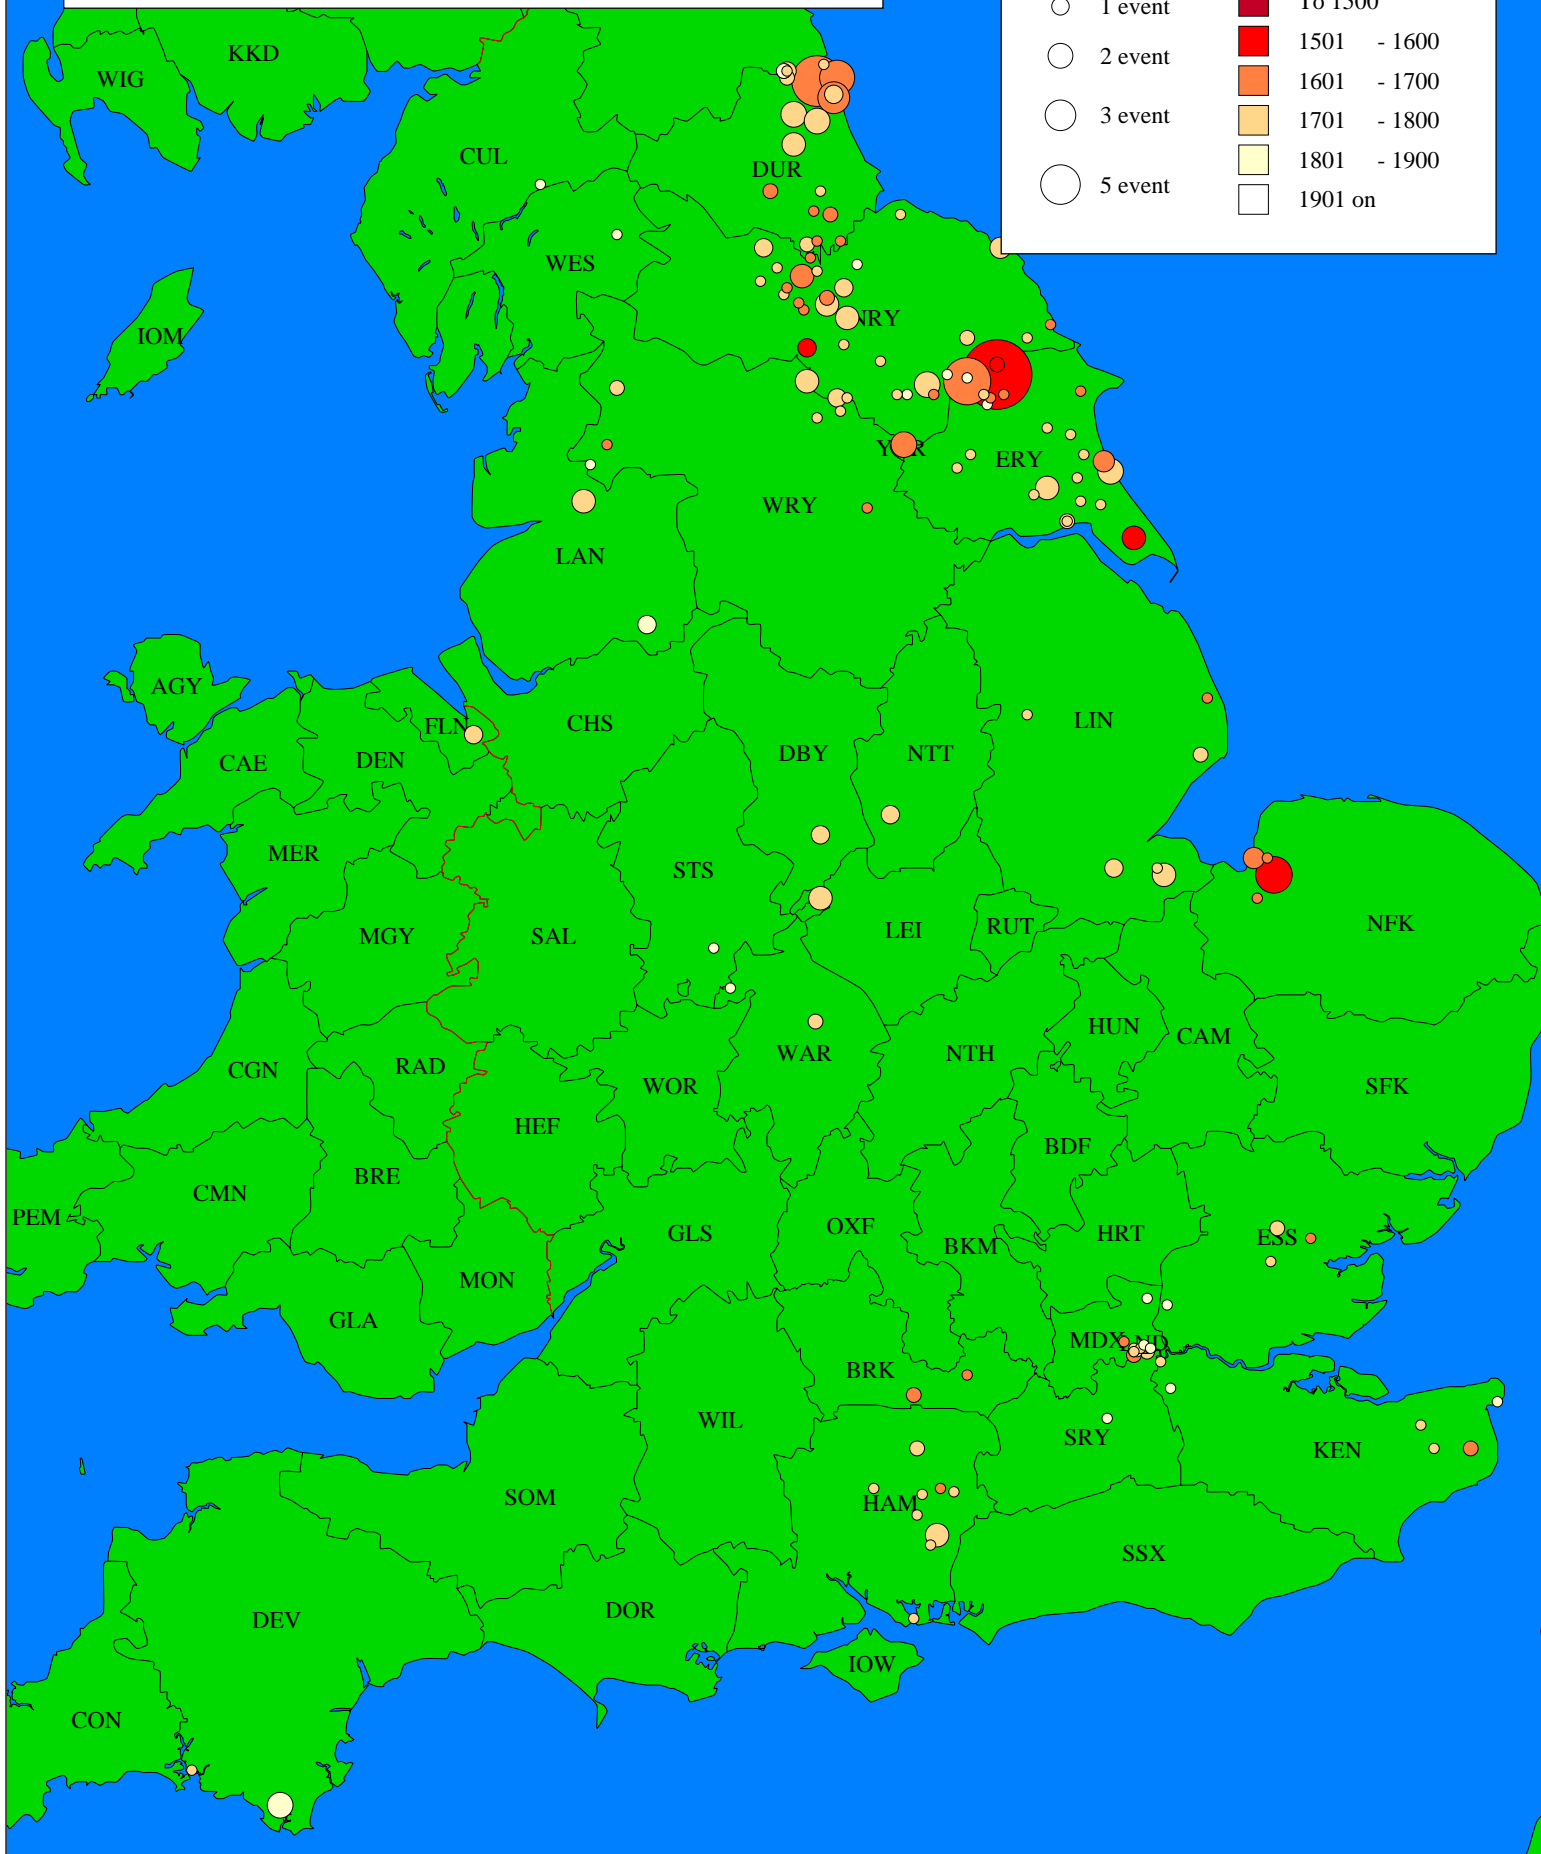 1 event
To 1500
2 event
1501 - 1600
3 event
1601 - 1700
1701 - 1800
5 event
1801 - 1900
1901 on
KKD
WIG
CUL
DUR
WES
IOM
NRY
ERY
WRY
LAN
AGY
FLN
CHS
LIN
CAE
DEN
DBY
NTT
MER
STS
MGY
SAL
LEI
RUT
NFK
CGN
RAD
WAR
NTH
HUN
CAM
WOR
SFK
HEF
BDF
BRE
CMN
PEM
GLS
OXF
BKM
HRT
ESS
MON
GLA
MDX
BRK
WIL
SRY
KEN
SOM
HAM
SSX
DEV
DOR
IOW
CON